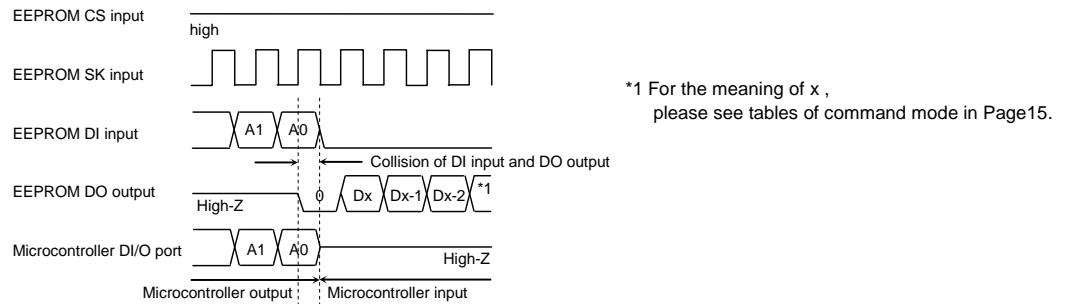 EEPROM CS input
high
EEPROM SK input
*1 For the meaning of x ,
please see tables of command mode in Page15.
EEPROM DI input
A1 A0
Collision of DI input and DO output
EEPROM DO output
High-Z
0 Dx Dx-1 Dx-2 *1
Microcontroller DI/O port
A1 A0
High-Z
Microcontroller output Microcontroller input